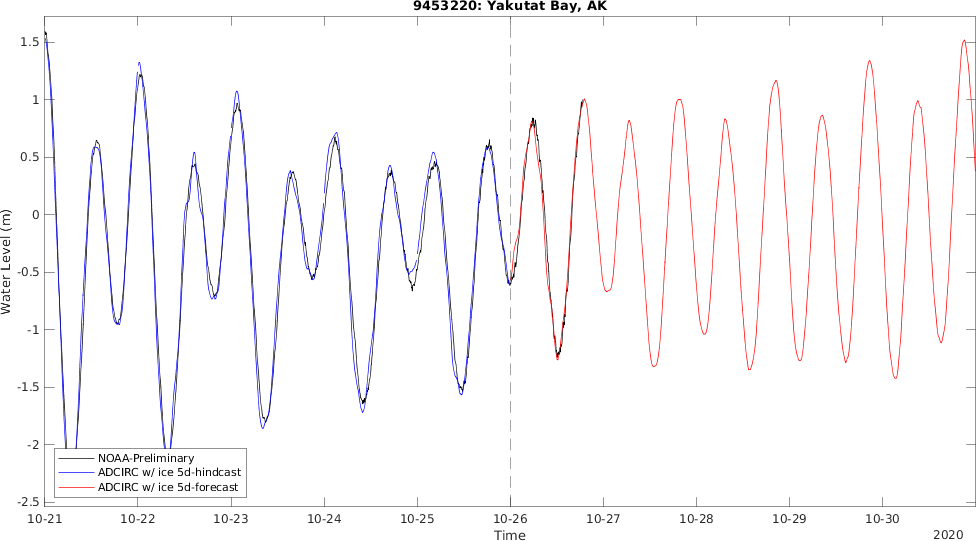 9453220: Yakutat Bay, AK
Water Level (m)
1.5
1
0.5
0
-0.5
-1
-1.5
-2
-2.5
NOAA-Preliminary
ADCIRC w/ ice 5d-hindcast
ADCIRC w/ ice 5d-forecast
10-21 10-22 10-23 10-24 10-25 10-26 10-27 10-28 10-29 10-30
Time
2020